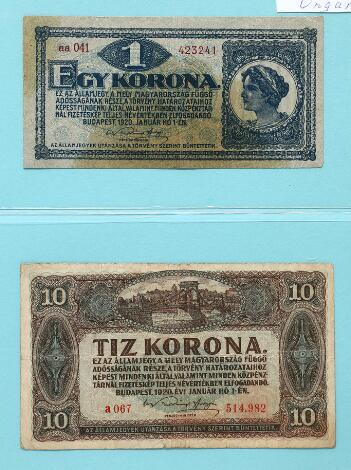 Ungar
aa 041
1
423241
EGY KORONA.
EZ AZ ÁLLAMJEGY, A MELY MAGYARORSZÁG FÜGGŐ
ADÓSSÁGÁNAK RÉSZE, A TÖRVÉNY HATÁROZATAIHOZ
KÉPEST MINDENKI ÁLTAL, VALAMINT MINDEN KÖZPÉNZTÁR-
NÁL FIZETÉSKÉP TELJES NÉVÉRTÉKBEN ELFOGADANDÓ.
BUDAPEST, 1920. JANUÁR HÓ 1-ÉN.
AZ ÁLLAMJEGYEK UTÁNZÁSA A TÖRVÉNY SZERINT BÜNTETTETIK.
10 10
TIZ KORONA.
EZ AZ ÁLLAMJEGY, A MELY MAGYARORSZÁG FÜGGŐ
ADÓSSÁGÁNAK RÉSZE, A TÖRVÉNY HATÁROZATAIHOZ
KÉPEST MINDENKI ÁLTAL, VALAMINT MINDEN KÖZPÉNZ-
TÁRNÁL FIZETÉSKÉP TELJES NÉVÉRTÉKBEN ELFOGADANDÓ.
BUDAPEST, 1920. ÉVI JANUÁR HÓ 1-ÉN.
10 a 067 514.982 10
AZ ÁLLAMJEGYEK UTÁNZÁSA A TÖRVÉNY SZERINT BÜNTETTETIK.